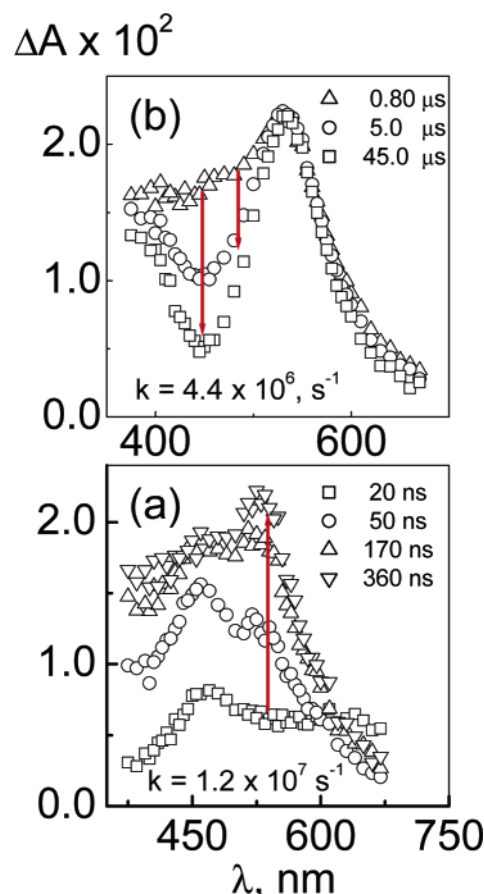 ΔA x 10²
(b)
△ 0.80 μs
○ 5.0 μs
□ 45.0 μs
2.0
1.0
k = 4.4 x 10⁶, s⁻¹
0.0
400 600
(a)
□ 20 ns
○ 50 ns
△ 170 ns
▽ 360 ns
2.0
1.0
k = 1.2 x 10⁷ s⁻¹
0.0
450 600 750
λ, nm